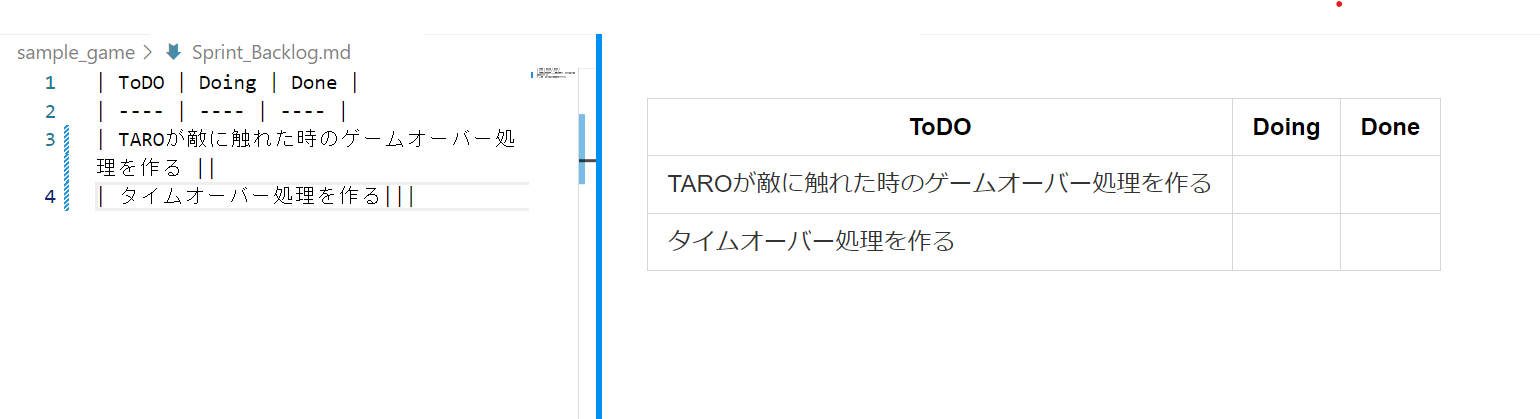 sample_game > Sprint_Backlog.md
1 | ToDO | Doing | Done |
2 | ---- | ---- | ---- |
3 | TAROが敵に触れた時のゲームオーバー処
理を作る ||
4 | タイムオーバー処理を作る|||
ToDO Doing Done
TAROが敵に触れた時のゲームオーバー処理を作る
タイムオーバー処理を作る